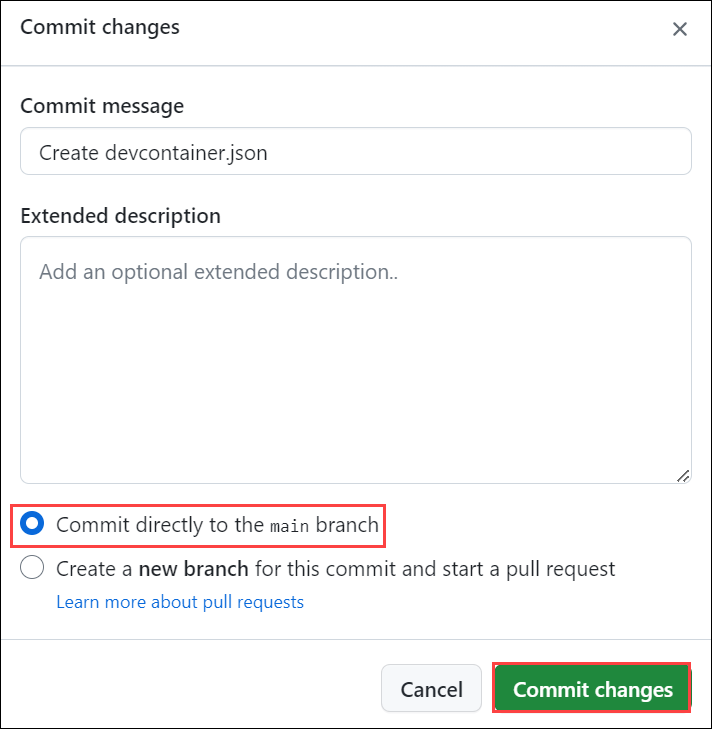 Commit changes
Commit message
Create devcontainer.json
Extended description
Add an optional extended description..
Commit directly to the main branch
Create a new branch for this commit and start a pull request
Learn more about pull requests
Cancel
Commit changes